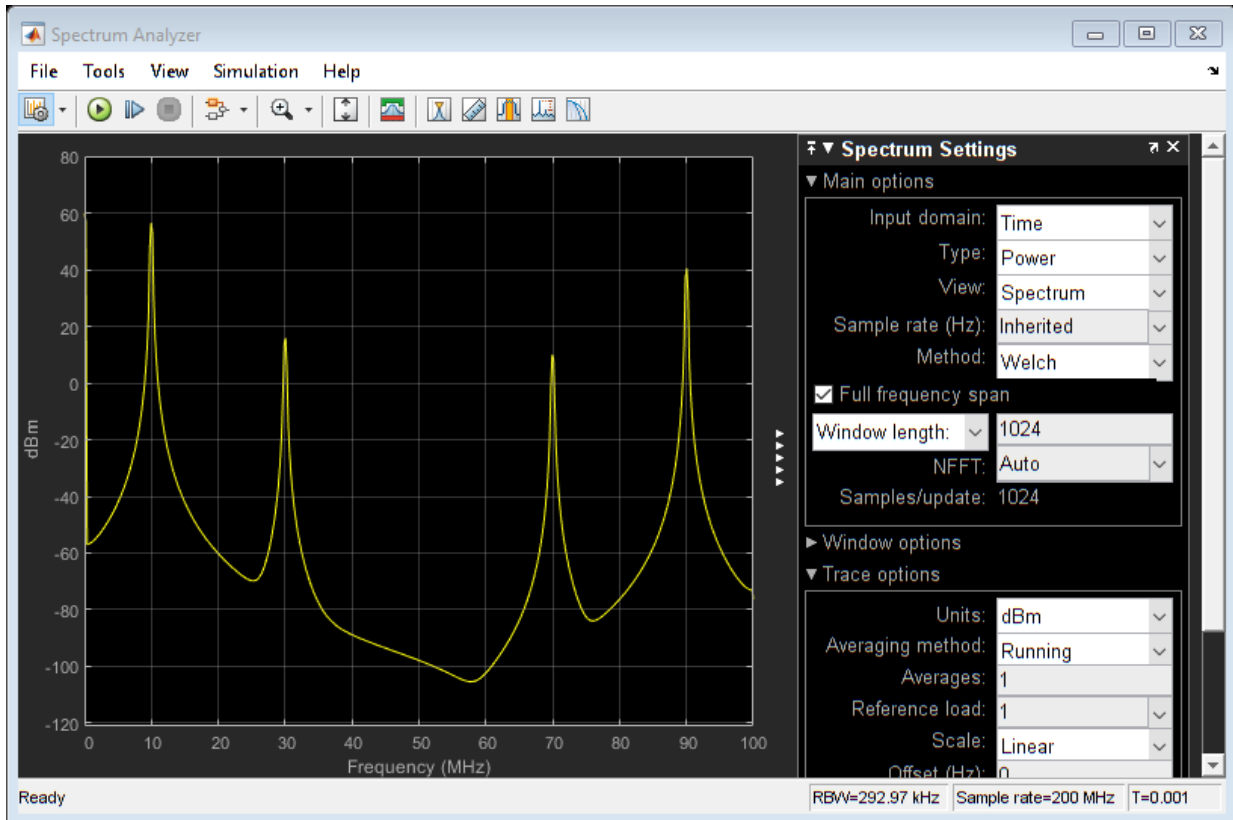 Spectrum Analyzer
File Tools View Simulation Help
80
60
40
20
0
-20
-40
-60
-80
-100
-120
dBm
0 10 20 30 40 50 60 70 80 90 100
Frequency (MHz)
Spectrum Settings
Main options
Input domain: Time
Type: Power
View: Spectrum
Sample rate (Hz): Inherited
Method: Welch
Full frequency span
Window length: 1024
NFFT: Auto
Samples/update: 1024
Window options
Trace options
Units: dBm
Averaging method: Running
Averages: 1
Reference load: 1
Scale: Linear
Offset (Hz): 0
Ready
RBW=292.97 kHz Sample rate=200 MHz T=0.001